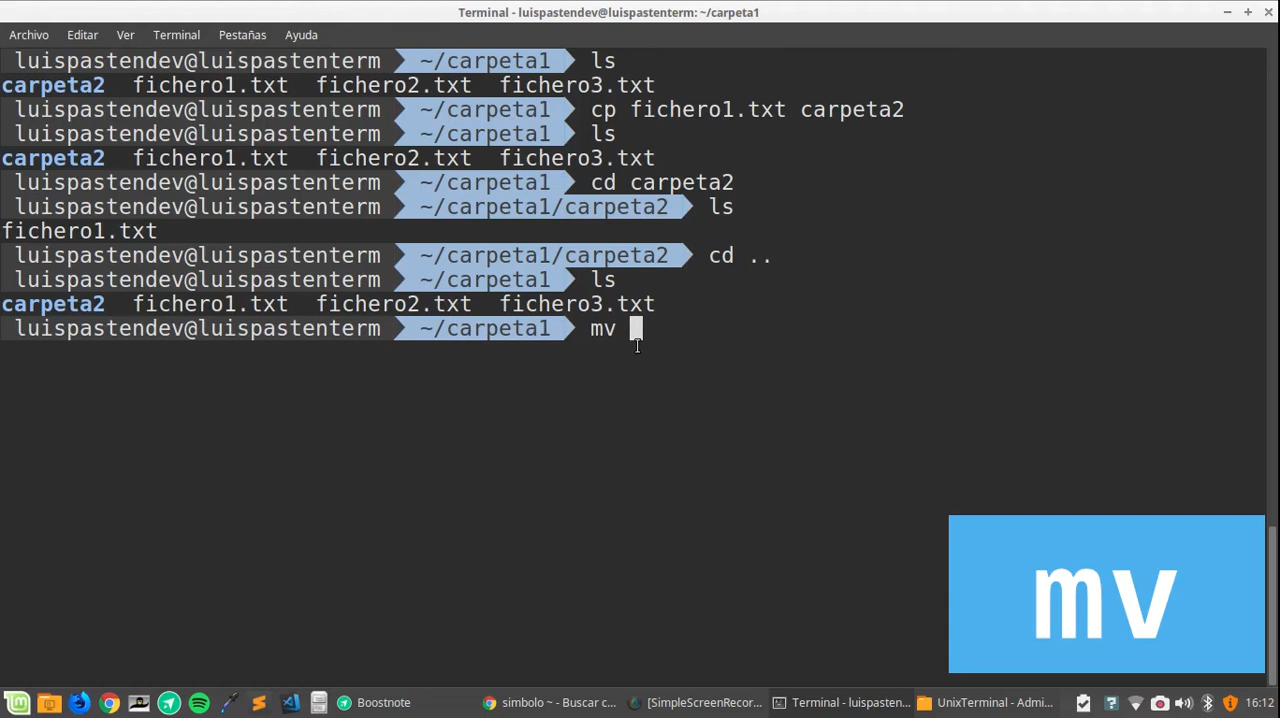 Terminal - luispastendev@luispastenterm: ~/carpeta1
Archivo Editar Ver Terminal Pestañas Ayuda
luispastendev@luispastenterm ~/carpeta1 ls
carpeta2 fichero1.txt fichero2.txt fichero3.txt
luispastendev@luispastenterm ~/carpeta1 cp fichero1.txt carpeta2
luispastendev@luispastenterm ~/carpeta1 ls
carpeta2 fichero1.txt fichero2.txt fichero3.txt
luispastendev@luispastenterm ~/carpeta1 cd carpeta2
luispastendev@luispastenterm ~/carpeta1/carpeta2 ls
fichero1.txt
luispastendev@luispastenterm ~/carpeta1/carpeta2 cd ..
luispastendev@luispastenterm ~/carpeta1 ls
carpeta2 fichero1.txt fichero2.txt fichero3.txt
luispastendev@luispastenterm ~/carpeta1 mv
mv
Boostnote simbolo ~ - Buscar c... [SimpleScreenRecor... Terminal - luispastende... UnixTerminal - Admi... 16:12